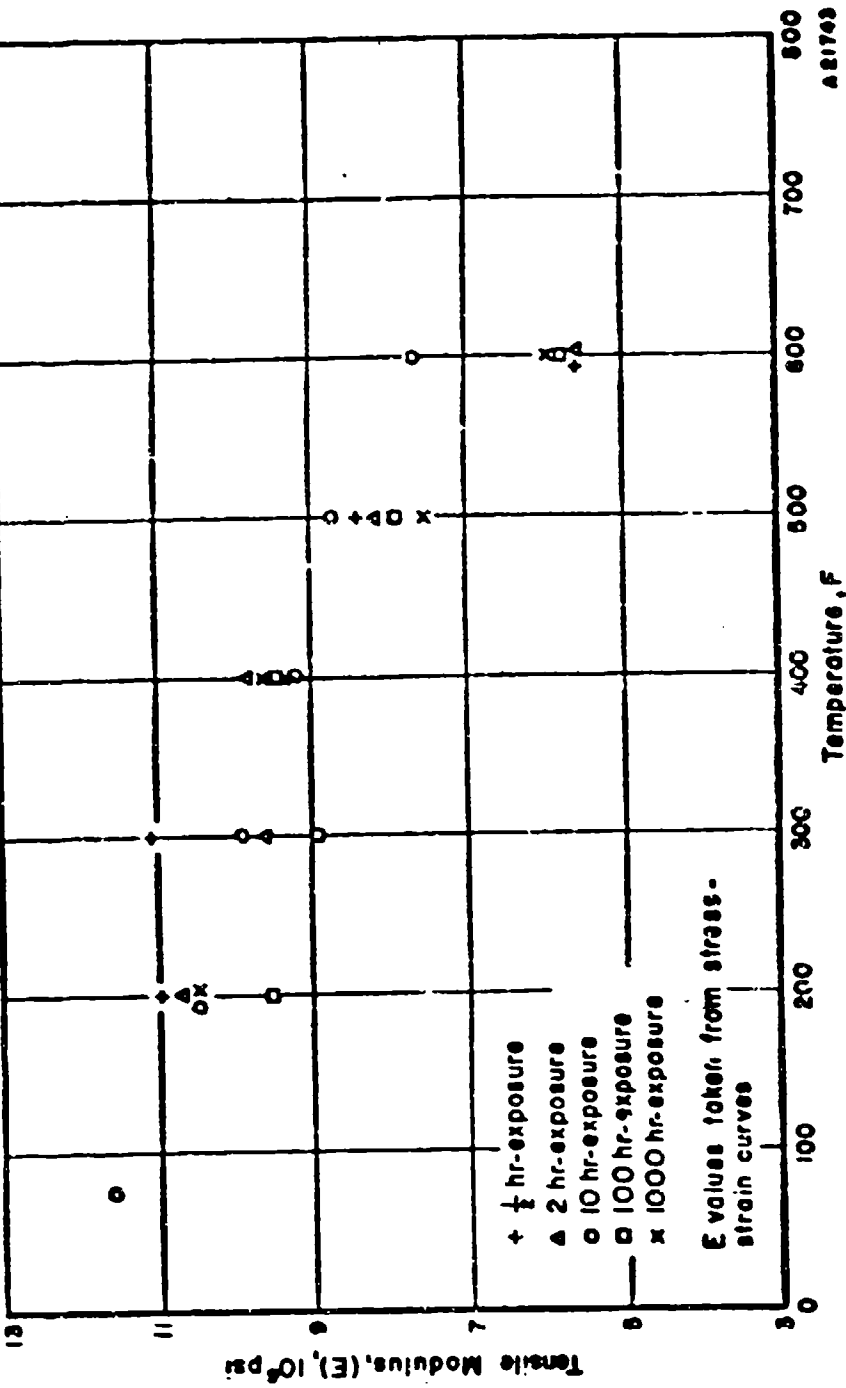 13
11
9
7
5
3
Tensile Modulus, (E), 10⁶ psi
0
100
200
300
400
500
600
700
800
Temperature, F
+ ½ hr-exposure
△ 2 hr-exposure
○ 10 hr-exposure
□ 100 hr-exposure
x 1000 hr-exposure
E values taken from stress-
strain curves
A21743